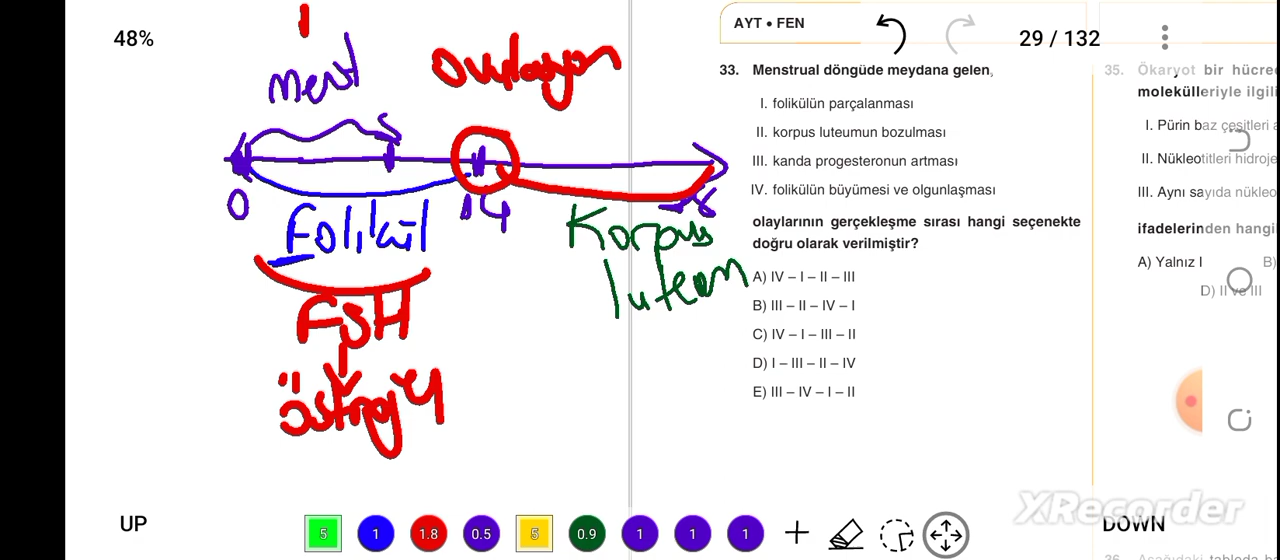 48%
AYT • FEN
29 / 132
menst
ovulasyon
0
14
28
Folikül
FSH
östrojen
Korpus
luteum
33. Menstrual döngüde meydana gelen,
I. folikülün parçalanması
II. korpus luteumun bozulması
III. kanda progesteronun artması
IV. folikülün büyümesi ve olgunlaşması
olaylarının gerçekleşme sırası hangi seçenekte
doğru olarak verilmiştir?
A) IV – I – II – III
B) III – II – IV – I
C) IV – I – III – II
D) I – III – II – IV
E) III – IV – I – II
35. Ökaryot bir hücre
molekülleriyle ilgili
I. Pürin baz çeşitleri a
II. Nükleotitleri hidroje
III. Aynı sayıda nükleo
ifadelerinden hangi
A) Yalnız I
B)
D) II ve III
UP
5
1
1.8
0.5
5
0.9
1
1
1
XRecorder
DOWN